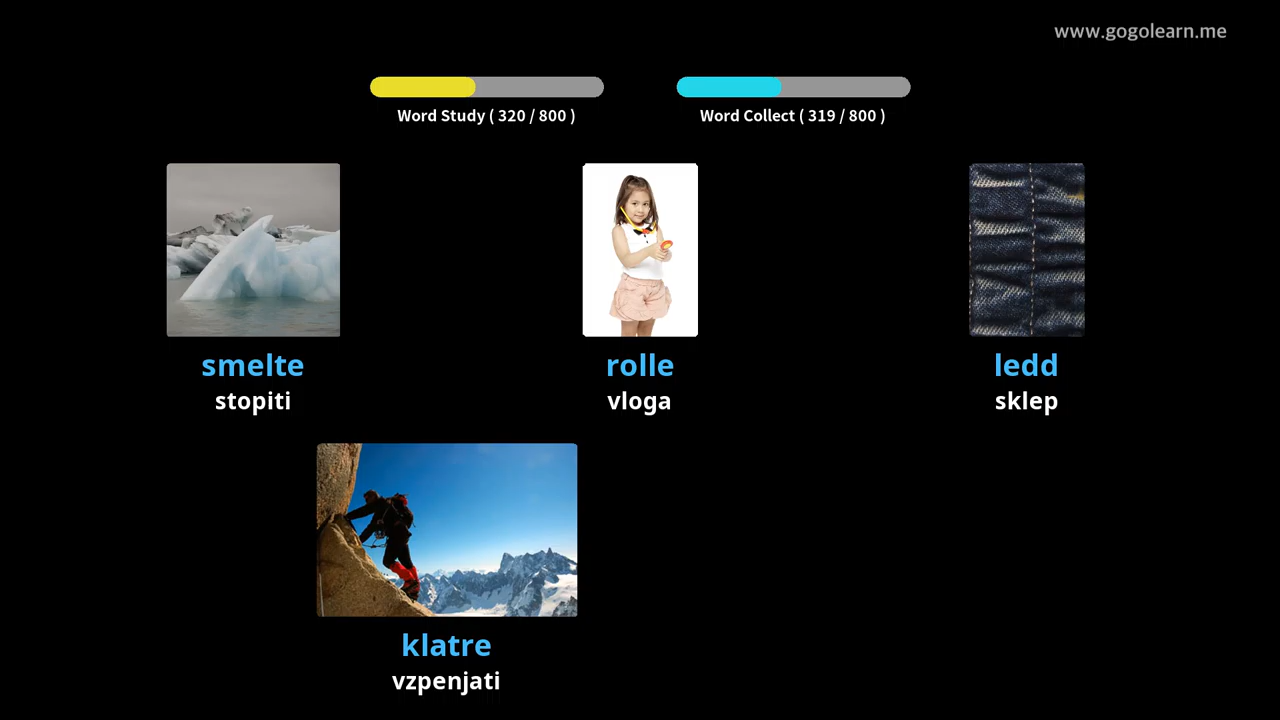 www.gogolearn.me
Word Study ( 320 / 800 )
Word Collect ( 319 / 800 )
smelte
stopiti
rolle
vloga
ledd
sklep
klatre
vzpenjati